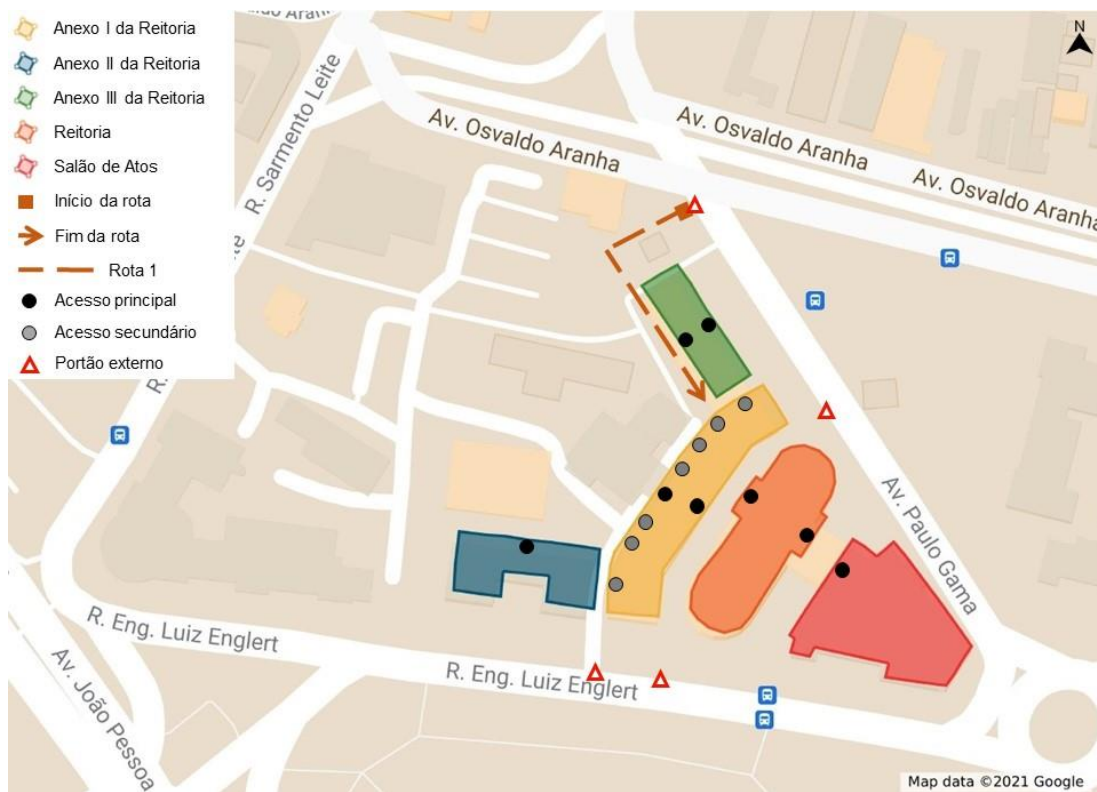 Anexo I da Reitoria
Anexo II da Reitoria
Anexo III da Reitoria
Reitoria
Salão de Atos
Início da rota
Fim da rota
Rota 1
Acesso principal
Acesso secundário
Portão externo
N
R. Sarmento Leite
Av. Osvaldo Aranha
Av. Osvaldo Aranha
Av. Osvaldo Aranha
Av. Paulo Gama
R. Eng. Luiz Englert
R. Eng. Luiz Englert
Av. João Pessoa
Map data ©2021 Google